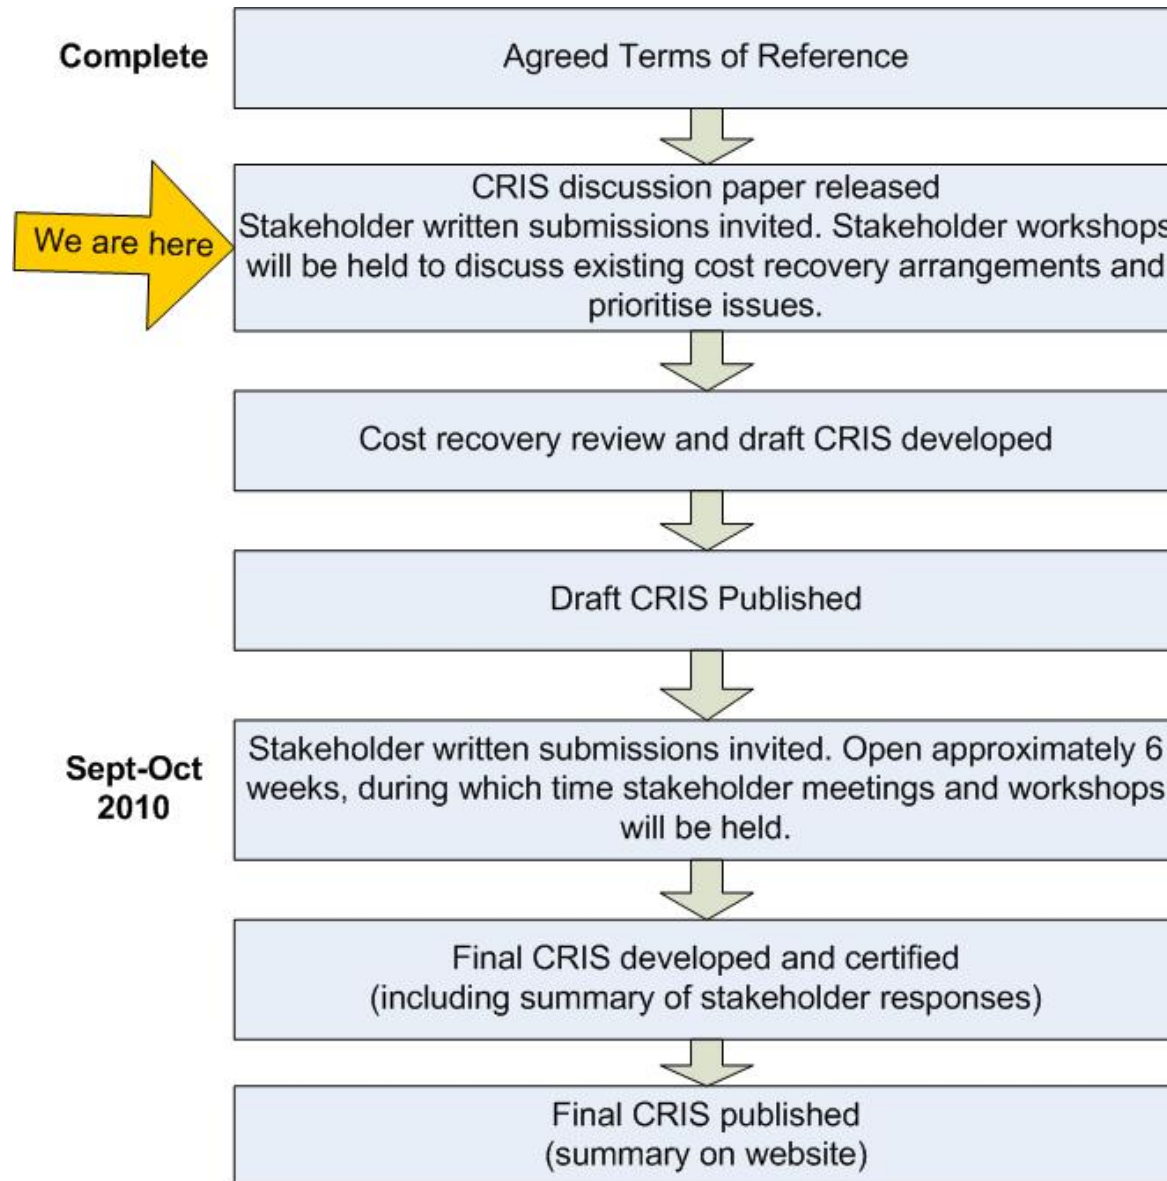 Complete
Agreed Terms of Reference
CRIS discussion paper released
We are here
Stakeholder written submissions invited. Stakeholder workshops
will be held to discuss existing cost recovery arrangements and
prioritise issues.
Cost recovery review and draft CRIS developed
Draft CRIS Published
Sept-Oct
2010
Stakeholder written submissions invited. Open approximately 6
weeks, during which time stakeholder meetings and workshops
will be held.
Final CRIS developed and certified
(including summary of stakeholder responses)
Final CRIS published
(summary on website)